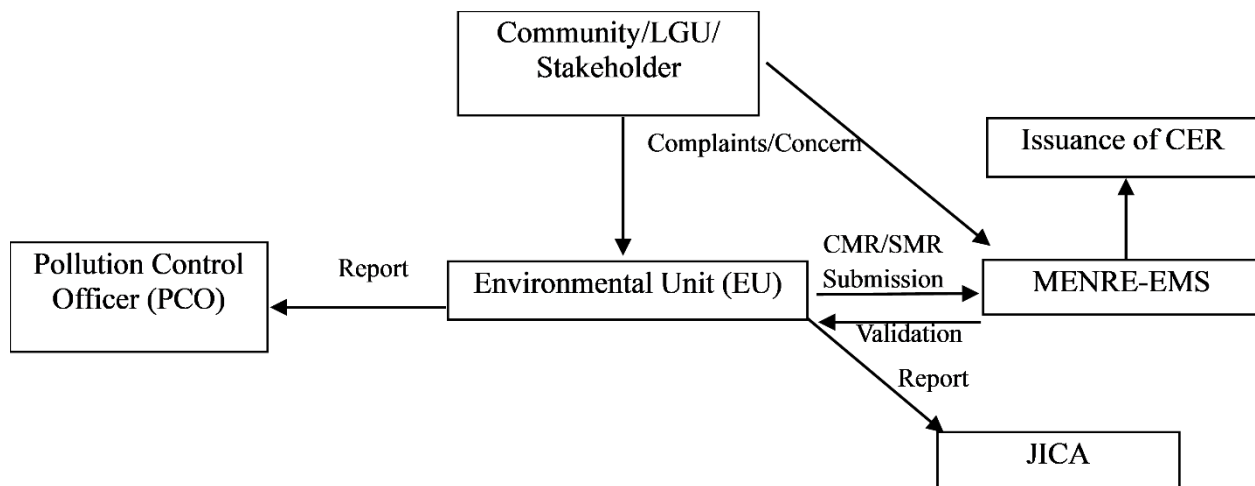 Community/LGU/
Stakeholder
Complaints/Concern
Issuance of CER
Pollution Control
Officer (PCO)
Report
Environmental Unit (EU)
CMR/SMR
Submission
MENRE-EMS
Validation
Report
JICA